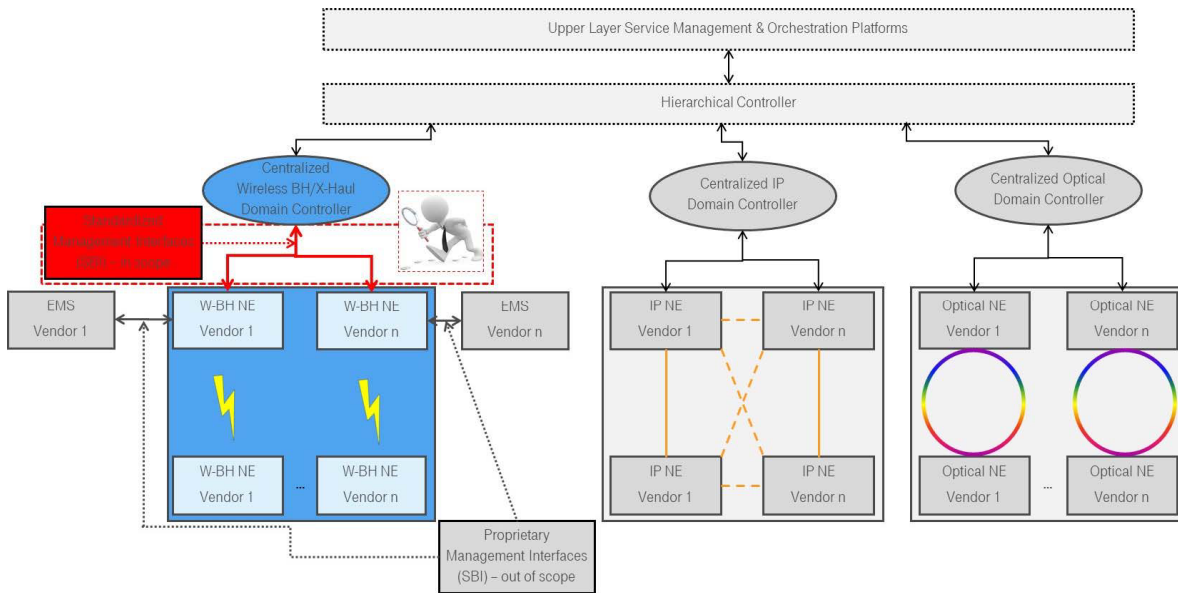 Upper Layer Service Management & Orchestration Platforms
Hierarchical Controller
Centralized
Wireless BH/X-Haul
Domain Controller
Centralized IP
Domain Controller
Centralized Optical
Domain Controller
Standardized
Management Interfaces
(SBI) – in scope
EMS
Vendor 1
W-BH NE
Vendor 1
W-BH NE
Vendor n
EMS
Vendor n
IP NE
Vendor 1
IP NE
Vendor n
Optical NE
Vendor 1
Optical NE
Vendor n
W-BH NE
Vendor 1
...
W-BH NE
Vendor n
IP NE
Vendor 1
IP NE
Vendor n
Optical NE
Vendor 1
...
Optical NE
Vendor n
Proprietary
Management Interfaces
(SBI) – out of scope